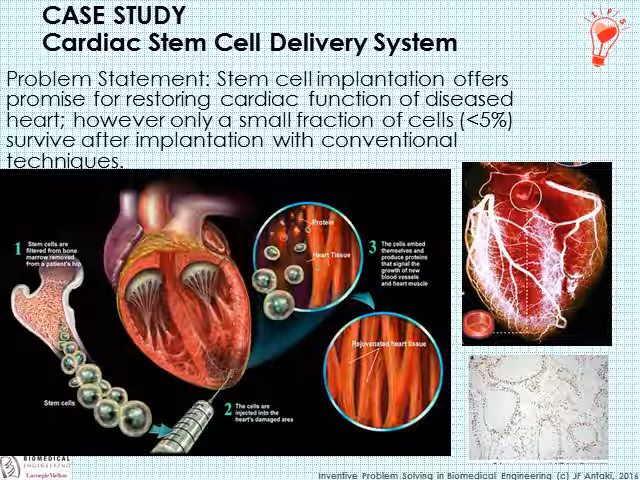 CASE STUDY
Cardiac Stem Cell Delivery System
IPS
Problem Statement: Stem cell implantation offers
promise for restoring cardiac function of diseased
heart; however only a small fraction of cells (<5%)
survive after implantation with conventional
techniques.
1 Stem cells are
filtered from bone
marrow removed
from a patient's hip
Stem cells
2 The cells are
injected into the
heart's damaged area
Protein
Heart Tissue
3 The cells embed
themselves and
produce proteins
that signal the
growth of new
blood vessels
and heart muscle
Rejuvenated heart tissue
BIOMEDICAL
ENGINEERING
Carnegie Mellon
Inventive Problem Solving in Biomedical Engineering (c) JF Antaki, 2016